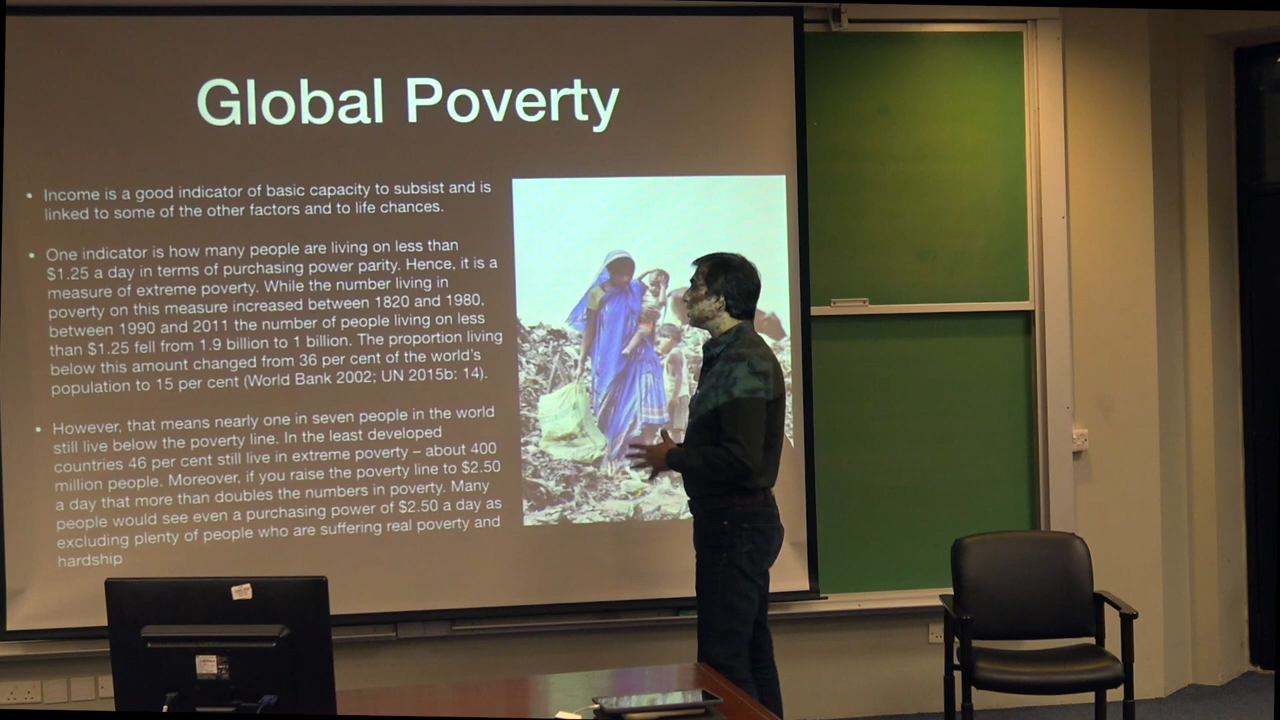 Global Poverty
• Income is a good indicator of basic capacity to subsist and is
linked to some of the other factors and to life chances.
• One indicator is how many people are living on less than
$1.25 a day in terms of purchasing power parity. Hence, it is a
measure of extreme poverty. While the number living in
poverty on this measure increased between 1820 and 1980,
between 1990 and 2011 the number of people living on less
than $1.25 fell from 1.9 billion to 1 billion. The proportion living
below this amount changed from 36 per cent of the world's
population to 15 per cent (World Bank 2002; UN 2015b: 14).
• However, that means nearly one in seven people in the world
still live below the poverty line. In the least developed
countries 46 per cent still live in extreme poverty – about 400
million people. Moreover, if you raise the poverty line to $2.50
a day that more than doubles the numbers in poverty. Many
people would see even a purchasing power of $2.50 a day as
excluding plenty of people who are suffering real poverty and
hardship